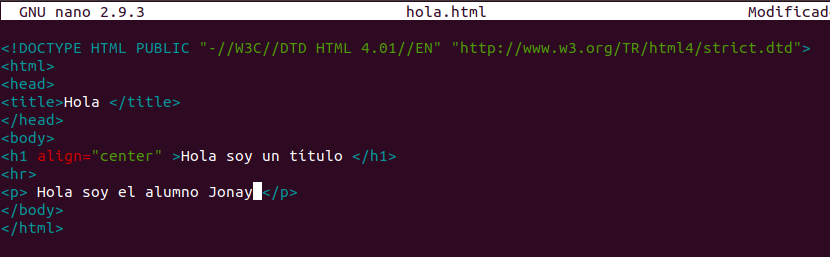 GNU nano 2.9.3 hola.html Modificad
<!DOCTYPE HTML PUBLIC "-//W3C//DTD HTML 4.01//EN" "http://www.w3.org/TR/html4/strict.dtd">
<html>
<head>
<title>Hola </title>
</head>
<body>
<h1 align="center" >Hola soy un título </h1>
<hr>
<p> Hola soy el alumno Jonay </p>
</body>
</html>